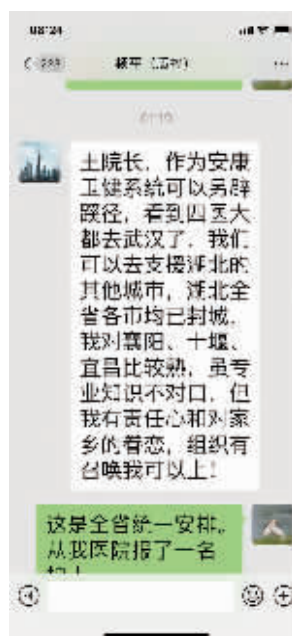 08:24
01:10
王院长，作为安康
卫健系统可以另辟
蹊径，看到四医大
都去武汉了，我们
可以去支援湖北的
其他城市，湖北全
省各市均已封城，
我对襄阳、十堰、
宜昌比较熟，虽专
业知识不对口，但
我有责任心和对家
乡的眷恋，组织有
召唤我可以上！
这是全省统一安排。
从我医院报了一名